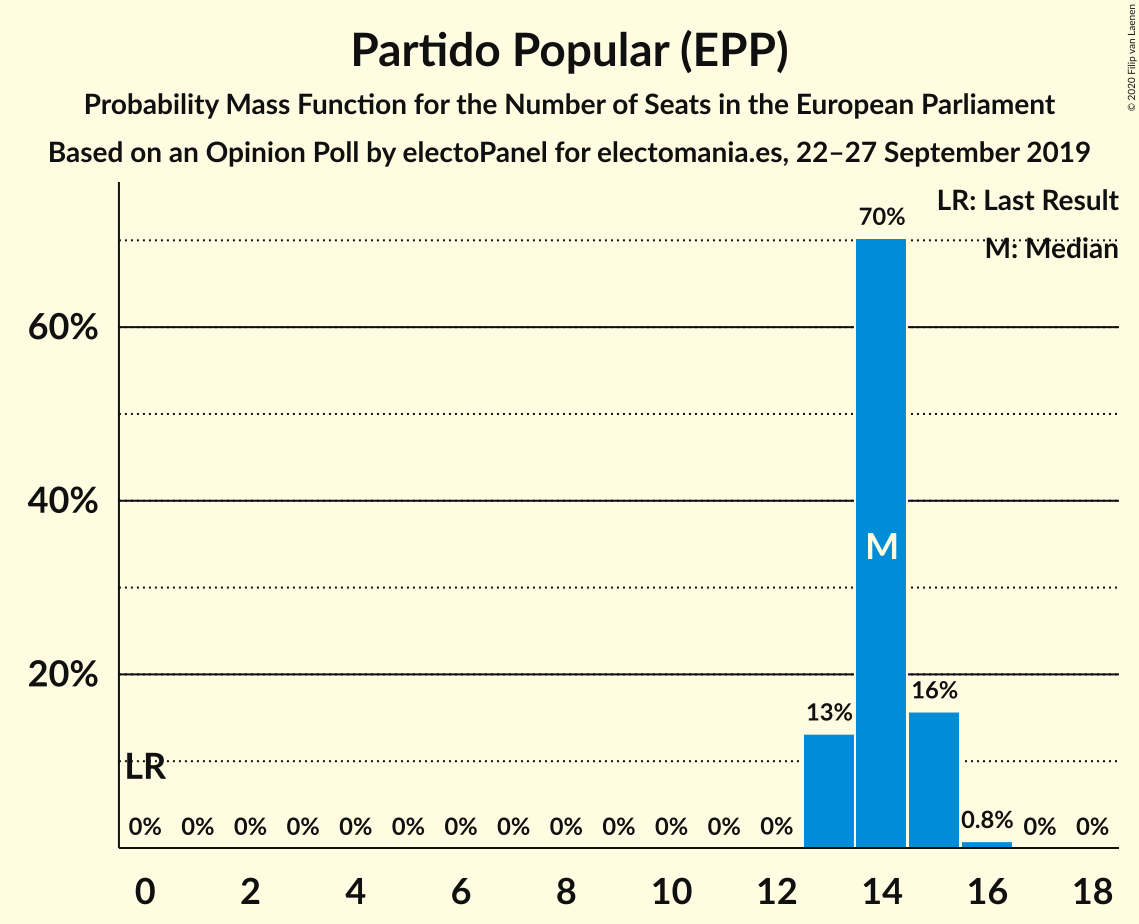 Partido Popular (EPP)
Probability Mass Function for the Number of Seats in the European Parliament
Based on an Opinion Poll by electoPanel for electomania.es, 22–27 September 2019
© 2020 Filip van Laenen
LR: Last Result
M: Median
70%
60%
40%
M
20%
16%
13%
LR
0% 0% 0% 0% 0% 0% 0% 0% 0% 0% 0% 0% 0% 0.8% 0% 0%
0 2 4 6 8 10 12 14 16 18